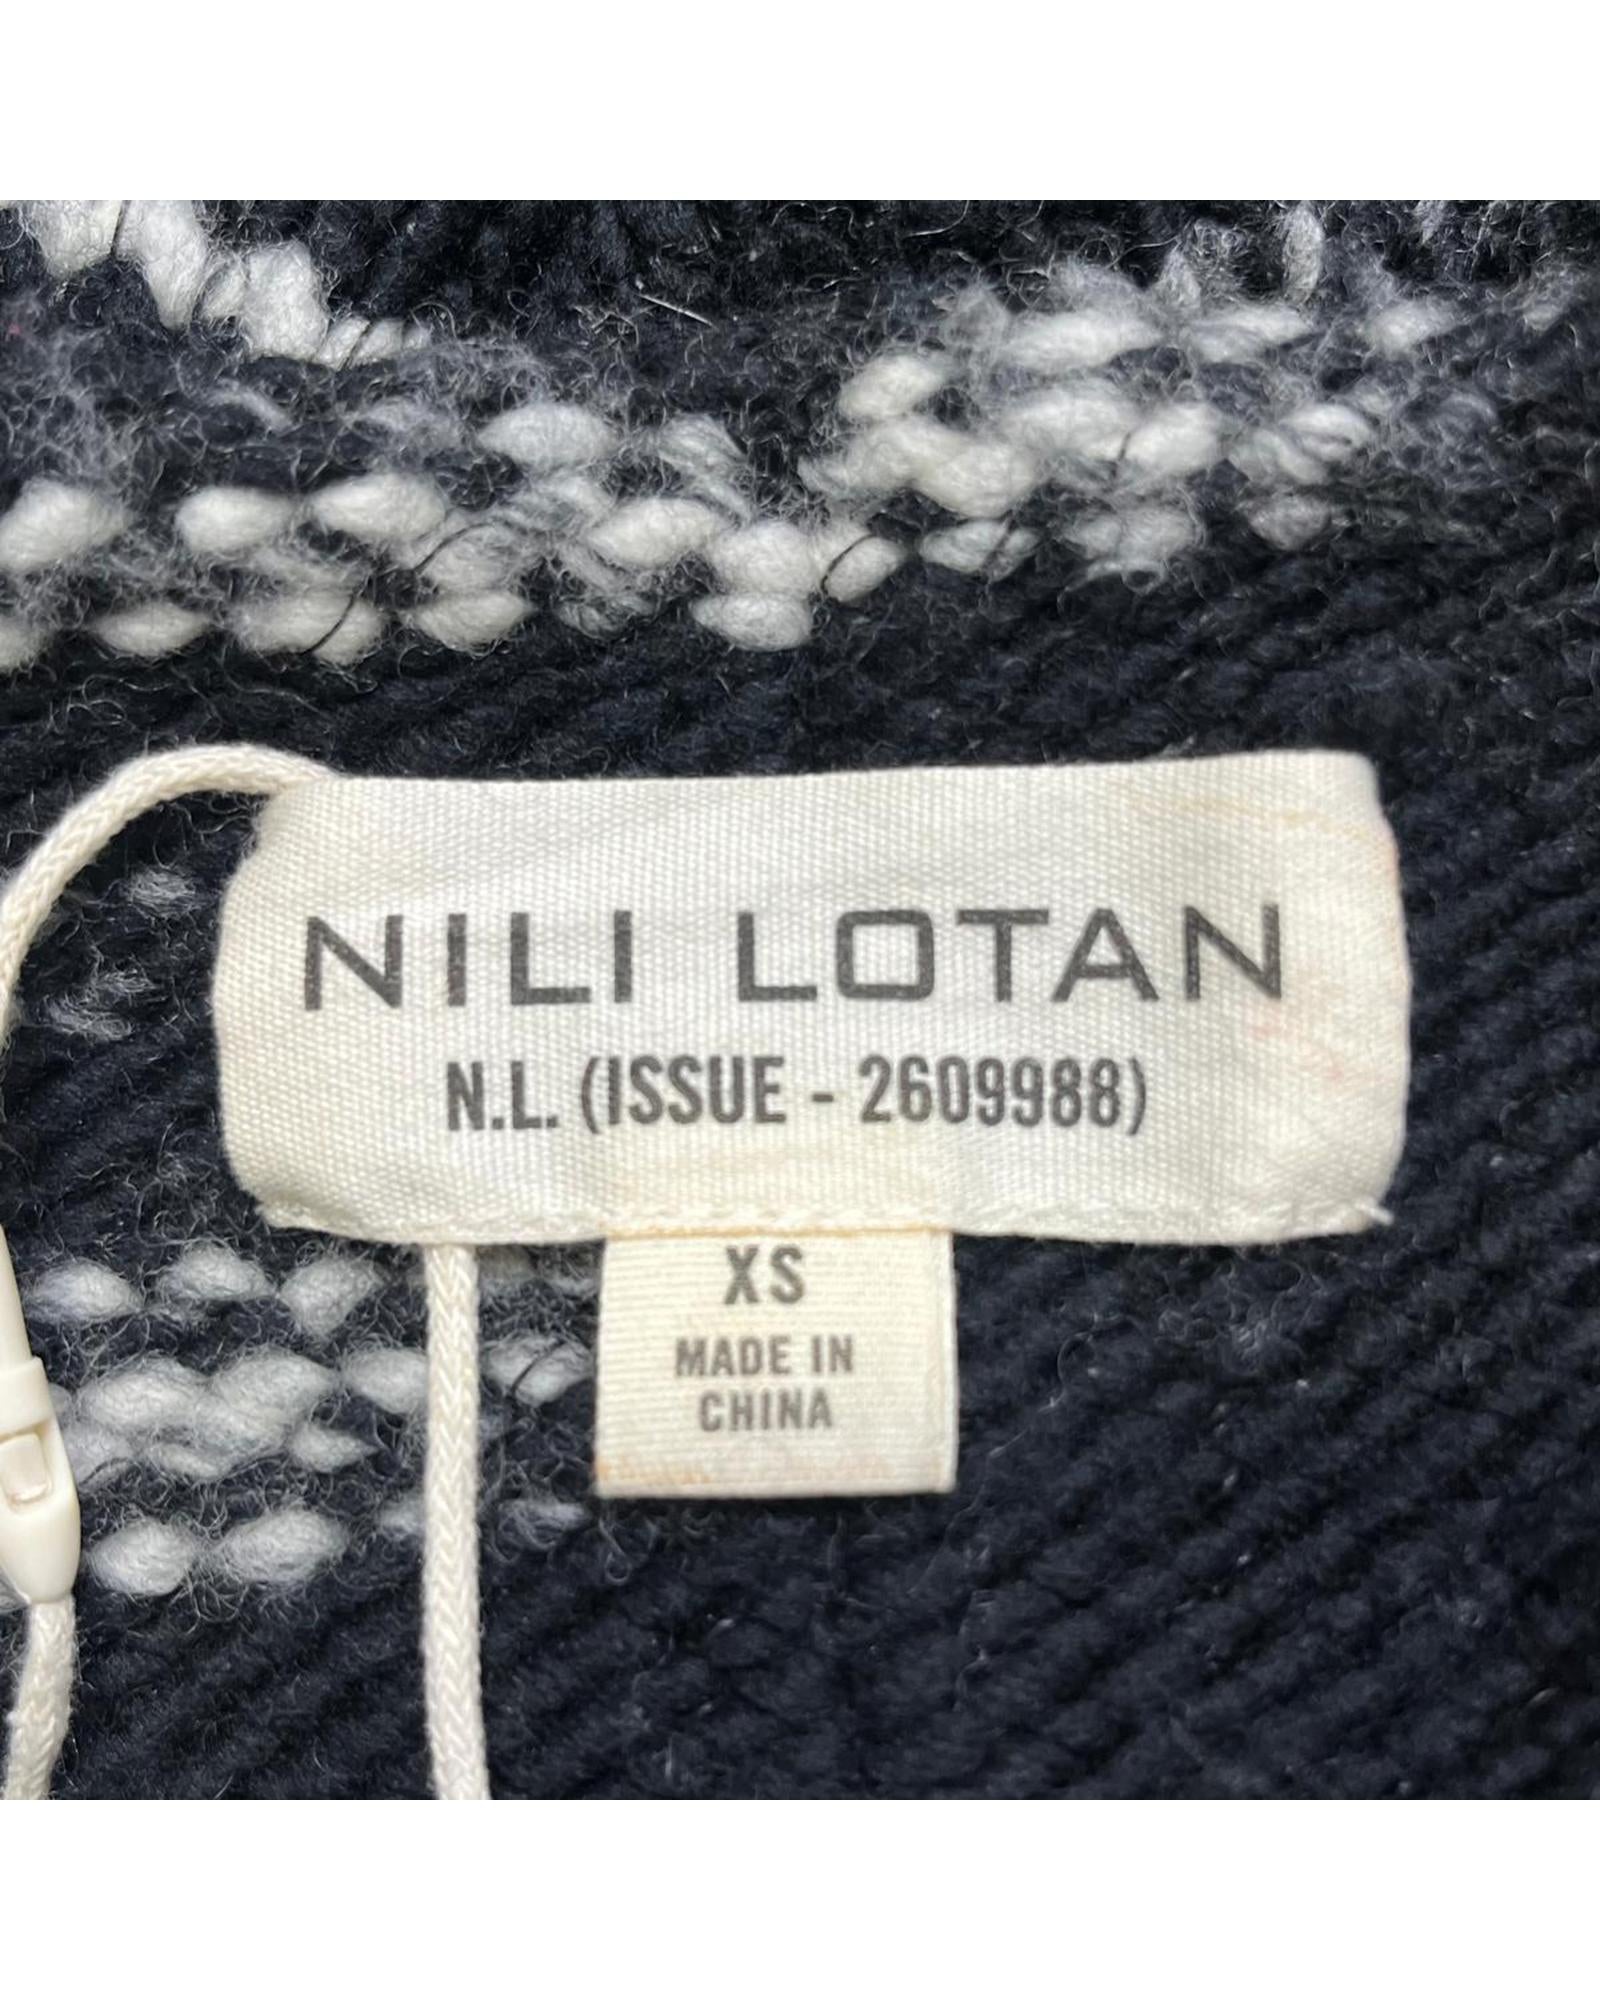 NILI LOTAN
N.L. (ISSUE - 2609988)
XS
MADE IN
CHINA